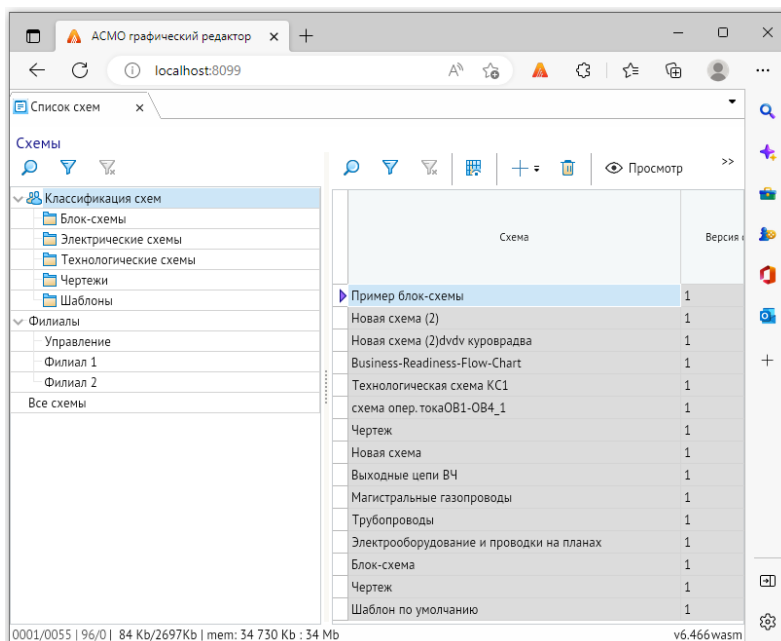 АСМО графический редактор
localhost:8099
Список схем
Схемы
Просмотр
>>
Классификация схем
Блок-схемы
Электрические схемы
Технологические схемы
Чертежи
Шаблоны
Филиалы
Управление
Филиал 1
Филиал 2
Все схемы
Схема Версия
Пример блок-схемы 1
Новая схема (2) 1
Новая схема (2)dvdv куроврадва 1
Business-Readiness-Flow-Chart 1
Технологическая схема КС1 1
схема опер. токаОВ1-ОВ4_1 1
Чертеж 1
Новая схема 1
Выходные цепи ВЧ 1
Магистральные газопроводы 1
Трубопроводы 1
Электрооборудование и проводки на планах 1
Блок-схема 1
Чертеж 1
Шаблон по умолчанию 1
0001/0055 | 96/0 | 84 Kb/2697Kb | mem: 34 730 Kb : 34 Mb v6.466wasm